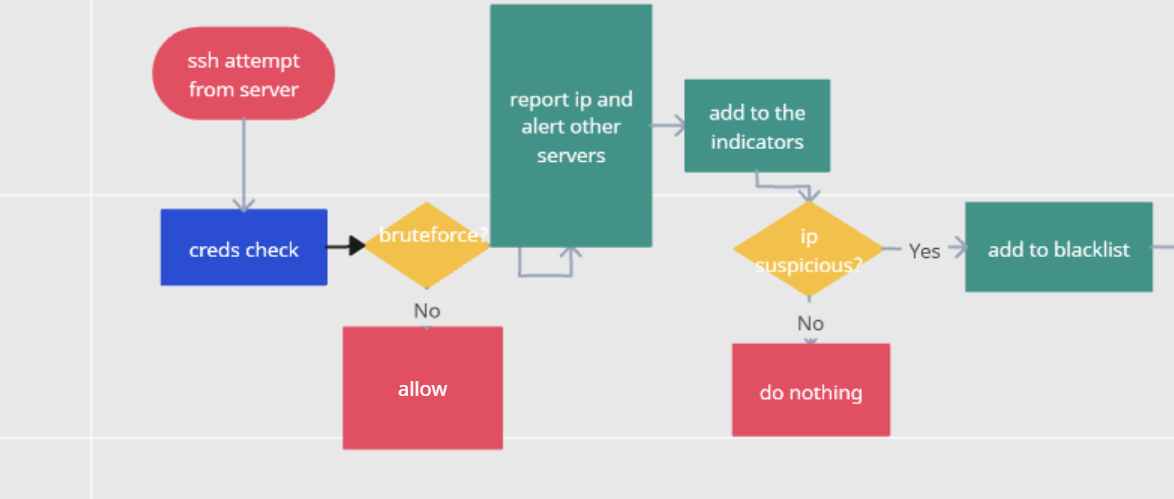 ssh attempt
from server
creds check
bruteforce?
No
allow
report ip and
alert other
servers
add to the
indicators
ip
suspicious?
Yes
add to blacklist
No
do nothing